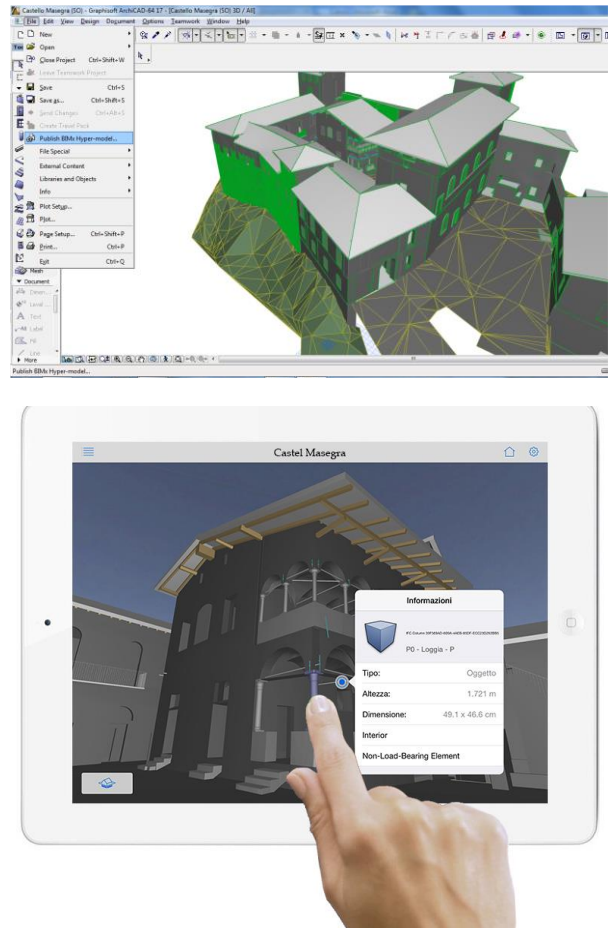 Castello Masegra (SO) - Graphisoft ArchiCAD-64 17 - [Castello Masegra (SO) 3D / All]
File Edit View Design Document Options Teamwork Window Help
New
Open
Close Project Ctrl+Shift+W
Leave Teamwork Project
Save Ctrl+S
Save as... Ctrl+Shift+S
Send Changes Ctrl+Alt+S
Create Travel Pack
Publish BIMx Hyper-model...
File Special
External Content
Libraries and Objects
Info
Plot Setup...
Plot...
Page Setup... Ctrl+Shift+P
Print... Ctrl+P
Exit Ctrl+Q
Mesh
Document
Dimen...
Level ...
Text
Label
Fill
Line
More
Publish BIMx Hyper-model...
Castel Masegra
Informazioni
P0 - Loggia - P
Tipo: Oggetto
Altezza: 1.721 m
Dimensione: 49.1 x 46.6 cm
Interior
Non-Load-Bearing Element